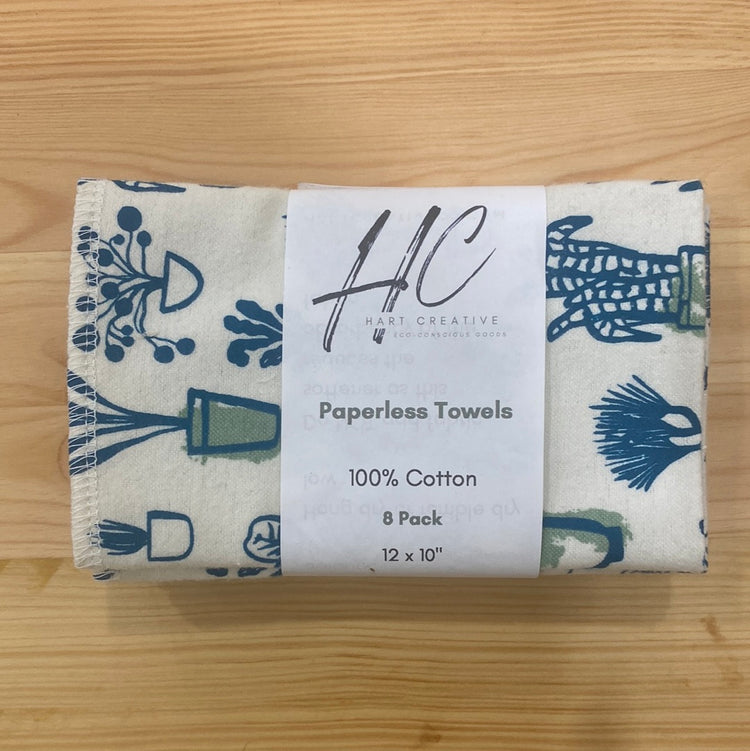 HC
HART CREATIVE
ECO-CONSCIOUS GOODS
Paperless Towels
100% Cotton
8 Pack
12 x 10"